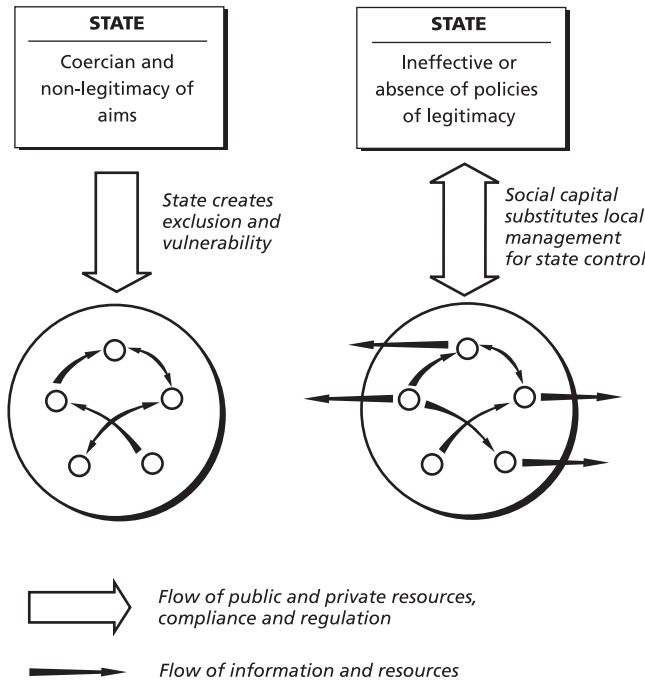 STATE
Coercian and
non-legitimacy of
aims
STATE
Ineffective or
absence of policies
of legitimacy
State creates
exclusion and
vulnerability
Social capital
substitutes local
management
for state control
Flow of public and private resources,
compliance and regulation
Flow of information and resources